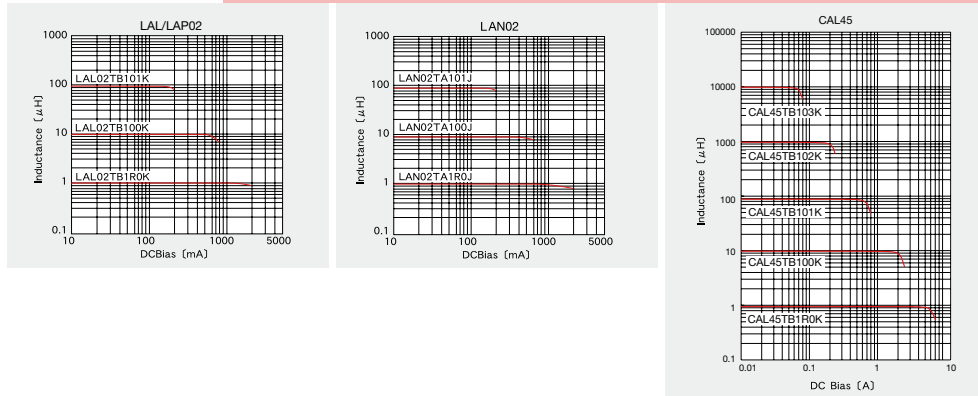 LAL/LAP02
1000
100
10
1
0.1
Inductance [μH]
LAL02TB101K
LAL02TB100K
LAL02TB1R0K
10
100
1000
5000
DCBias [mA]
LAN02
1000
100
10
1
0.1
Inductance [μH]
LAN02TA101J
LAN02TA100J
LAN02TA1R0J
10
100
1000
5000
DCBias [mA]
CAL45
100000
10000
1000
100
10
1
0.1
Inductance [μH]
CAL45TB103K
CAL45TB102K
CAL45TB101K
CAL45TB100K
CAL45TB1R0K
0.01
0.1
1
10
DC Bias [A]